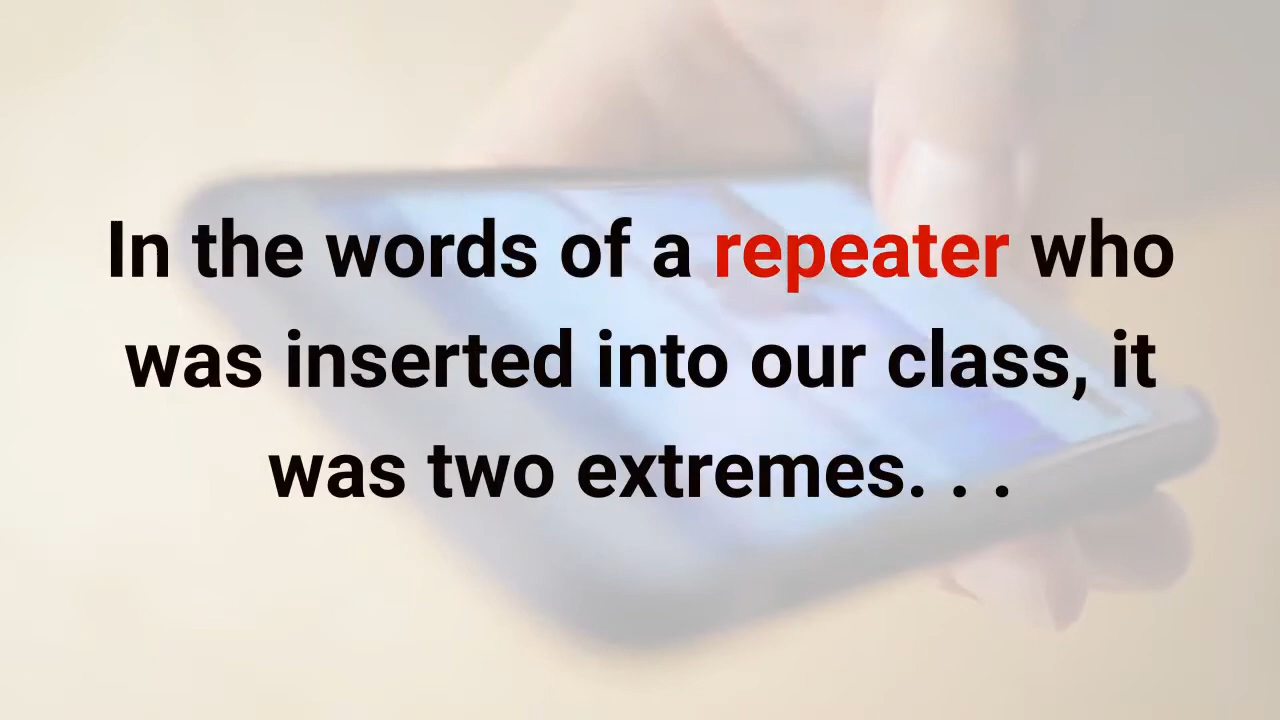 In the words of a repeater who
was inserted into our class, it
was two extremes. . .